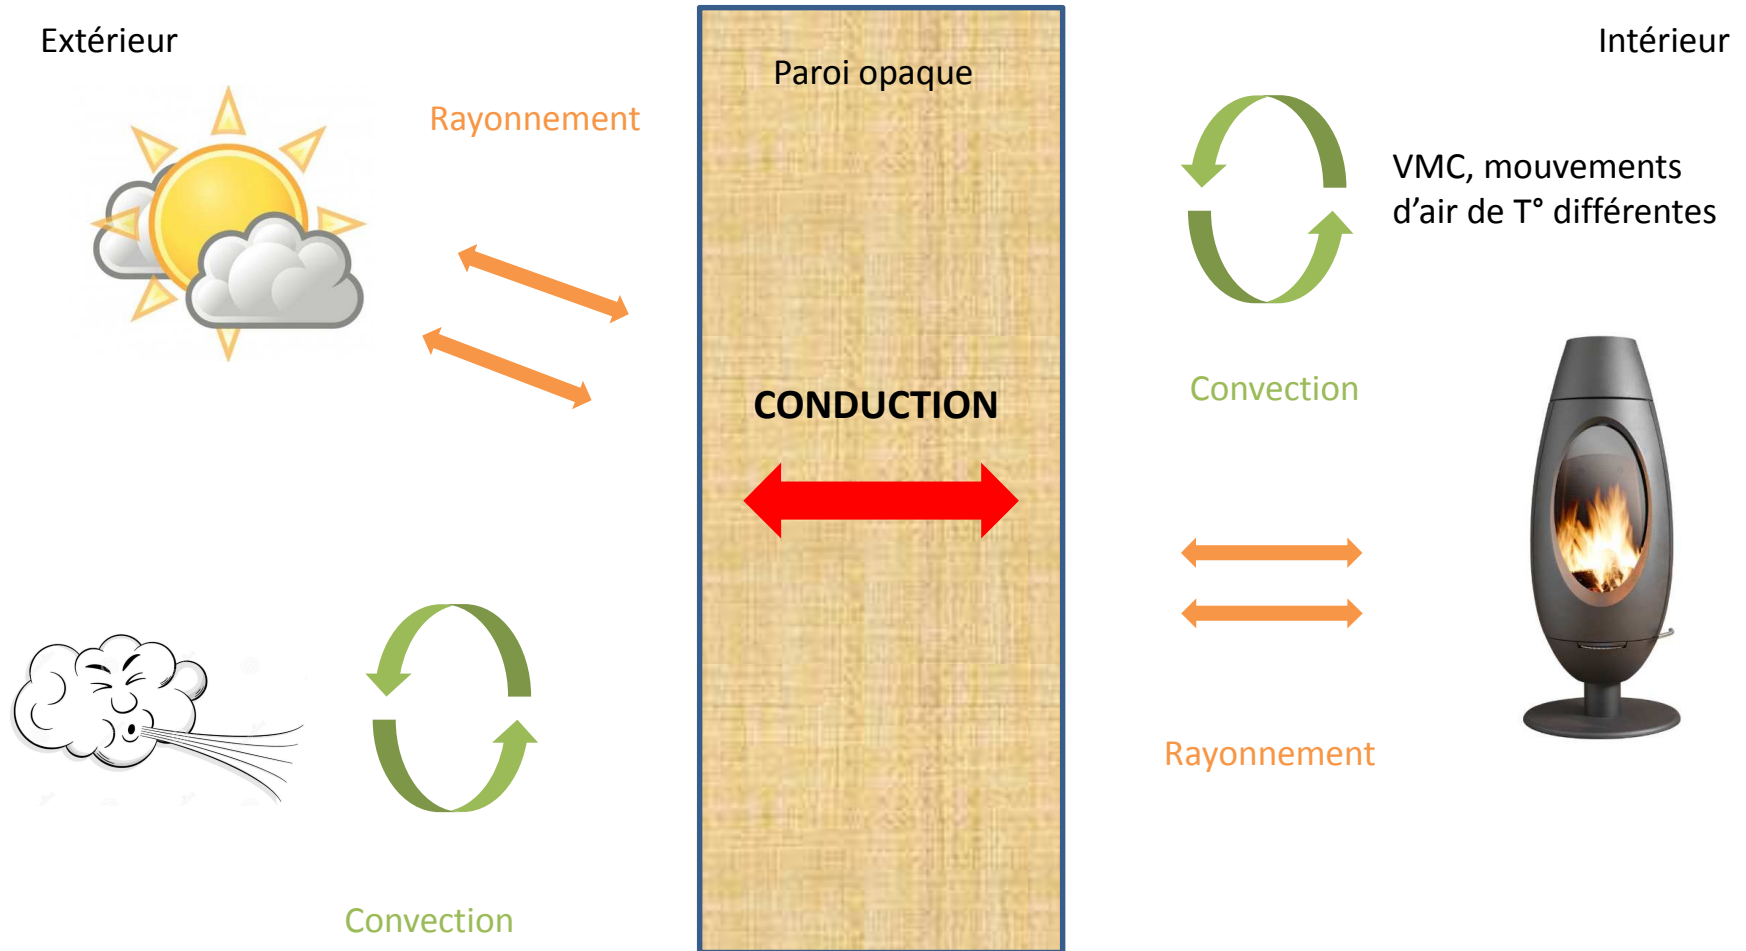 Extérieur
Intérieur
Paroi opaque
Rayonnement
VMC, mouvements
d’air de T° différentes
Convection
CONDUCTION
Rayonnement
Convection